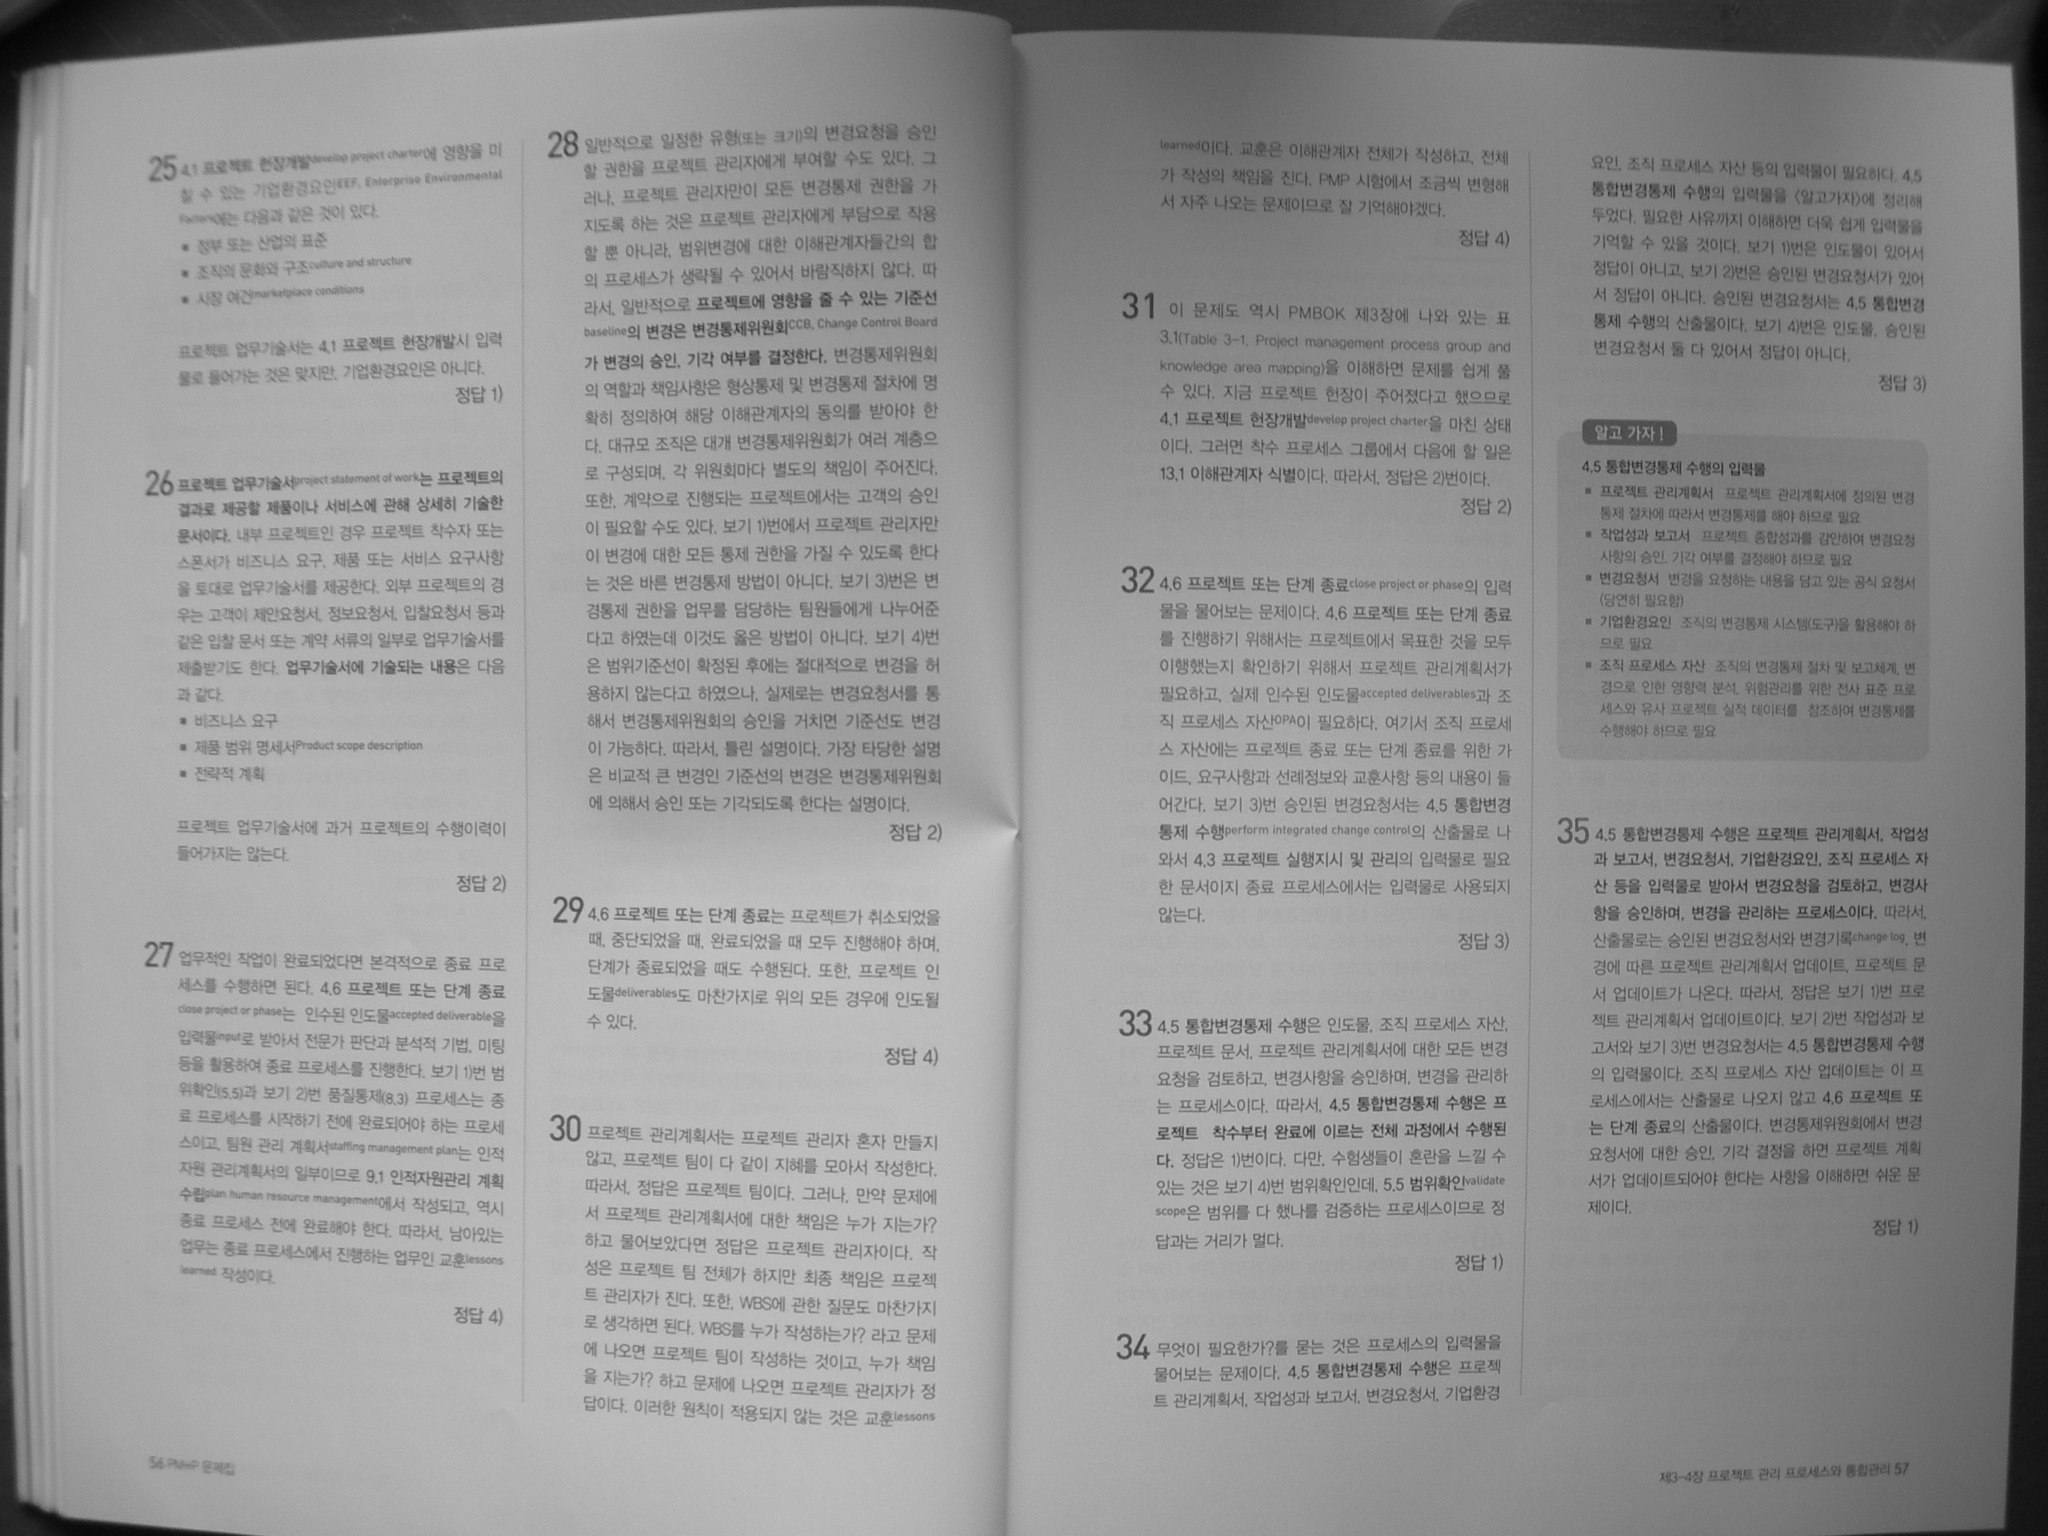 25 4.1 프로젝트 헌장개발develop project charter에 영향을 미
칠 수 있는 기업환경요인EEF, Enterprise Environmental
Factors에는 다음과 같은 것이 있다.
▪ 정부 또는 산업의 표준
▪ 조직의 문화와 구조culture and structure
▪ 시장 여건marketplace conditions
프로젝트 업무기술서는 4.1 프로젝트 헌장개발시 입력
물로 들어가는 것은 맞지만, 기업환경요인은 아니다.
정답 1)
26 프로젝트 업무기술서project statement of work는 프로젝트의
결과로 제공할 제품이나 서비스에 관해 상세히 기술한
문서이다. 내부 프로젝트인 경우 프로젝트 착수자 또는
스폰서가 비즈니스 요구, 제품 또는 서비스 요구사항
을 토대로 업무기술서를 제공한다. 외부 프로젝트의 경
우는 고객이 제안요청서, 정보요청서, 입찰요청서 등과
같은 입찰 문서 또는 계약 서류의 일부로 업무기술서를
제출받기도 한다. 업무기술서에 기술되는 내용은 다음
과 같다.
▪ 비즈니스 요구
▪ 제품 범위 명세서Product scope description
▪ 전략적 계획
프로젝트 업무기술서에 과거 프로젝트의 수행이력이
들어가지는 않는다.
정답 2)
27 업무적인 작업이 완료되었다면 본격적으로 종료 프로
세스를 수행하면 된다. 4.6 프로젝트 또는 단계 종료
close project or phase는 인수된 인도물accepted deliverable을
입력물input로 받아서 전문가 판단과 분석적 기법, 미팅
등을 활용하여 종료 프로세스를 진행한다. 보기 1)번 범
위확인(5.5)과 보기 2)번 품질통제(8.3) 프로세스는 종
료 프로세스를 시작하기 전에 완료되어야 하는 프로세
스이고, 팀원 관리 계획서staffing management plan는 인적
자원 관리계획서의 일부이므로 9.1 인적자원관리 계획
수립plan human resource management에서 작성되고, 역시
종료 프로세스 전에 완료해야 한다. 따라서, 남아있는
업무는 종료 프로세스에서 진행하는 업무인 교훈lessons
learned 작성이다.
정답 4)
28 일반적으로 일정한 유형(또는 크기)의 변경요청을 승인
할 권한을 프로젝트 관리자에게 부여할 수도 있다. 그
러나, 프로젝트 관리자만이 모든 변경통제 권한을 가
지도록 하는 것은 프로젝트 관리자에게 부담으로 작용
할 뿐 아니라, 범위변경에 대한 이해관계자들간의 합
의 프로세스가 생략될 수 있어서 바람직하지 않다. 따
라서, 일반적으로 프로젝트에 영향을 줄 수 있는 기준선
baseline의 변경은 변경통제위원회CCB, Change Control Board
가 변경의 승인, 기각 여부를 결정한다. 변경통제위원회
의 역할과 책임사항은 형상통제 및 변경통제 절차에 명
확히 정의하여 해당 이해관계자의 동의를 받아야 한
다. 대규모 조직은 대개 변경통제위원회가 여러 계층으
로 구성되며, 각 위원회마다 별도의 책임이 주어진다.
또한, 계약으로 진행되는 프로젝트에서는 고객의 승인
이 필요할 수도 있다. 보기 1)번에서 프로젝트 관리자만
이 변경에 대한 모든 통제 권한을 가질 수 있도록 한다
는 것은 바른 변경통제 방법이 아니다. 보기 3)번은 변
경통제 권한을 업무를 담당하는 팀원들에게 나누어준
다고 하였는데 이것도 옳은 방법이 아니다. 보기 4)번
은 범위기준선이 확정된 후에는 절대적으로 변경을 허
용하지 않는다고 하였으나, 실제로는 변경요청서를 통
해서 변경통제위원회의 승인을 거치면 기준선도 변경
이 가능하다. 따라서, 틀린 설명이다. 가장 타당한 설명
은 비교적 큰 변경인 기준선의 변경은 변경통제위원회
에 의해서 승인 또는 기각되도록 한다는 설명이다.
정답 2)
29 4.6 프로젝트 또는 단계 종료는 프로젝트가 취소되었을
때, 중단되었을 때, 완료되었을 때 모두 진행해야 하며,
단계가 종료되었을 때도 수행된다. 또한, 프로젝트 인
도물deliverables도 마찬가지로 위의 모든 경우에 인도될
수 있다.
정답 4)
30 프로젝트 관리계획서는 프로젝트 관리자 혼자 만들지
않고, 프로젝트 팀이 다 같이 지혜를 모아서 작성한다.
따라서, 정답은 프로젝트 팀이다. 그러나, 만약 문제에
서 프로젝트 관리계획서에 대한 책임은 누가 지는가?
하고 물어보았다면 정답은 프로젝트 관리자이다. 작
성은 프로젝트 팀 전체가 하지만 최종 책임은 프로젝
트 관리자가 진다. 또한, WBS에 관한 질문도 마찬가지
로 생각하면 된다. WBS를 누가 작성하는가? 라고 문제
에 나오면 프로젝트 팀이 작성하는 것이고, 누가 책임
을 지는가? 하고 문제에 나오면 프로젝트 관리자가 정
답이다. 이러한 원칙이 적용되지 않는 것은 교훈lessons
56 PMP 문제집
learned이다. 교훈은 이해관계자 전체가 작성하고, 전체
가 작성의 책임을 진다. PMP 시험에서 조금씩 변형해
서 자주 나오는 문제이므로 잘 기억해야겠다.
정답 4)
31 이 문제도 역시 PMBOK 제3장에 나와 있는 표
3.1(Table 3-1, Project management process group and
knowledge area mapping)을 이해하면 문제를 쉽게 풀
수 있다. 지금 프로젝트 헌장이 주어졌다고 했으므로
4.1 프로젝트 헌장개발develop project charter을 마친 상태
이다. 그러면 착수 프로세스 그룹에서 다음에 할 일은
13.1 이해관계자 식별이다. 따라서, 정답은 2)번이다.
정답 2)
32 4.6 프로젝트 또는 단계 종료close project or phase의 입력
물을 물어보는 문제이다. 4.6 프로젝트 또는 단계 종료
를 진행하기 위해서는 프로젝트에서 목표한 것을 모두
이행했는지 확인하기 위해서 프로젝트 관리계획서가
필요하고, 실제 인수된 인도물accepted deliverables과 조
직 프로세스 자산OPA이 필요하다. 여기서 조직 프로세
스 자산에는 프로젝트 종료 또는 단계 종료를 위한 가
이드, 요구사항과 선례정보와 교훈사항 등의 내용이 들
어간다. 보기 3)번 승인된 변경요청서는 4.5 통합변경
통제 수행perform integrated change control의 산출물로 나
와서 4.3 프로젝트 실행지시 및 관리의 입력물로 필요
한 문서이지 종료 프로세스에서는 입력물로 사용되지
않는다.
정답 3)
33 4.5 통합변경통제 수행은 인도물, 조직 프로세스 자산,
프로젝트 문서, 프로젝트 관리계획서에 대한 모든 변경
요청을 검토하고, 변경사항을 승인하며, 변경을 관리하
는 프로세스이다. 따라서, 4.5 통합변경통제 수행은 프
로젝트 착수부터 완료에 이르는 전체 과정에서 수행된
다. 정답은 1)번이다. 다만, 수험생들이 혼란을 느낄 수
있는 것은 보기 4)번 범위확인인데, 5.5 범위확인validate
scope은 범위를 다 했나를 검증하는 프로세스이므로 정
답과는 거리가 멀다.
정답 1)
34 무엇이 필요한가?를 묻는 것은 프로세스의 입력물을
물어보는 문제이다. 4.5 통합변경통제 수행은 프로젝
트 관리계획서, 작업성과 보고서, 변경요청서, 기업환경
요인, 조직 프로세스 자산 등의 입력물이 필요하다. 4.5
통합변경통제 수행의 입력물을 〈알고가자〉에 정리해
두었다. 필요한 사유까지 이해하면 더욱 쉽게 입력물을
기억할 수 있을 것이다. 보기 1)번은 인도물이 있어서
정답이 아니고, 보기 2)번은 승인된 변경요청서가 있어
서 정답이 아니다. 승인된 변경요청서는 4.5 통합변경
통제 수행의 산출물이다. 보기 4)번은 인도물, 승인된
변경요청서 둘 다 있어서 정답이 아니다.
정답 3)
알고 가자!
4.5 통합변경통제 수행의 입력물
▪ 프로젝트 관리계획서 프로젝트 관리계획서에 정의된 변경
통제 절차에 따라서 변경통제를 해야 하므로 필요
▪ 작업성과 보고서 프로젝트 종합성과를 감안하여 변경요청
사항의 승인, 기각 여부를 결정해야 하므로 필요
▪ 변경요청서 변경을 요청하는 내용을 담고 있는 공식 요청서
(당연히 필요함)
▪ 기업환경요인 조직의 변경통제 시스템(도구)을 활용해야 하
므로 필요
▪ 조직 프로세스 자산 조직의 변경통제 절차 및 보고체계, 변
경으로 인한 영향력 분석, 위험관리를 위한 전사 표준 프로
세스와 유사 프로젝트 실적 데이터를 참조하여 변경통제를
수행해야 하므로 필요
35 4.5 통합변경통제 수행은 프로젝트 관리계획서, 작업성
과 보고서, 변경요청서, 기업환경요인, 조직 프로세스 자
산 등을 입력물로 받아서 변경요청을 검토하고, 변경사
항을 승인하며, 변경을 관리하는 프로세스이다. 따라서,
산출물로는 승인된 변경요청서와 변경기록change log, 변
경에 따른 프로젝트 관리계획서 업데이트, 프로젝트 문
서 업데이트가 나온다. 따라서, 정답은 보기 1)번 프로
젝트 관리계획서 업데이트이다. 보기 2)번 작업성과 보
고서와 보기 3)번 변경요청서는 4.5 통합변경통제 수행
의 입력물이다. 조직 프로세스 자산 업데이트는 이 프
로세스에서는 산출물로 나오지 않고 4.6 프로젝트 또
는 단계 종료의 산출물이다. 변경통제위원회에서 변경
요청서에 대한 승인, 기각 결정을 하면 프로젝트 계획
서가 업데이트되어야 한다는 사항을 이해하면 쉬운 문
제이다.
정답 1)
제3-4장 프로젝트 관리 프로세스와 통합관리 57